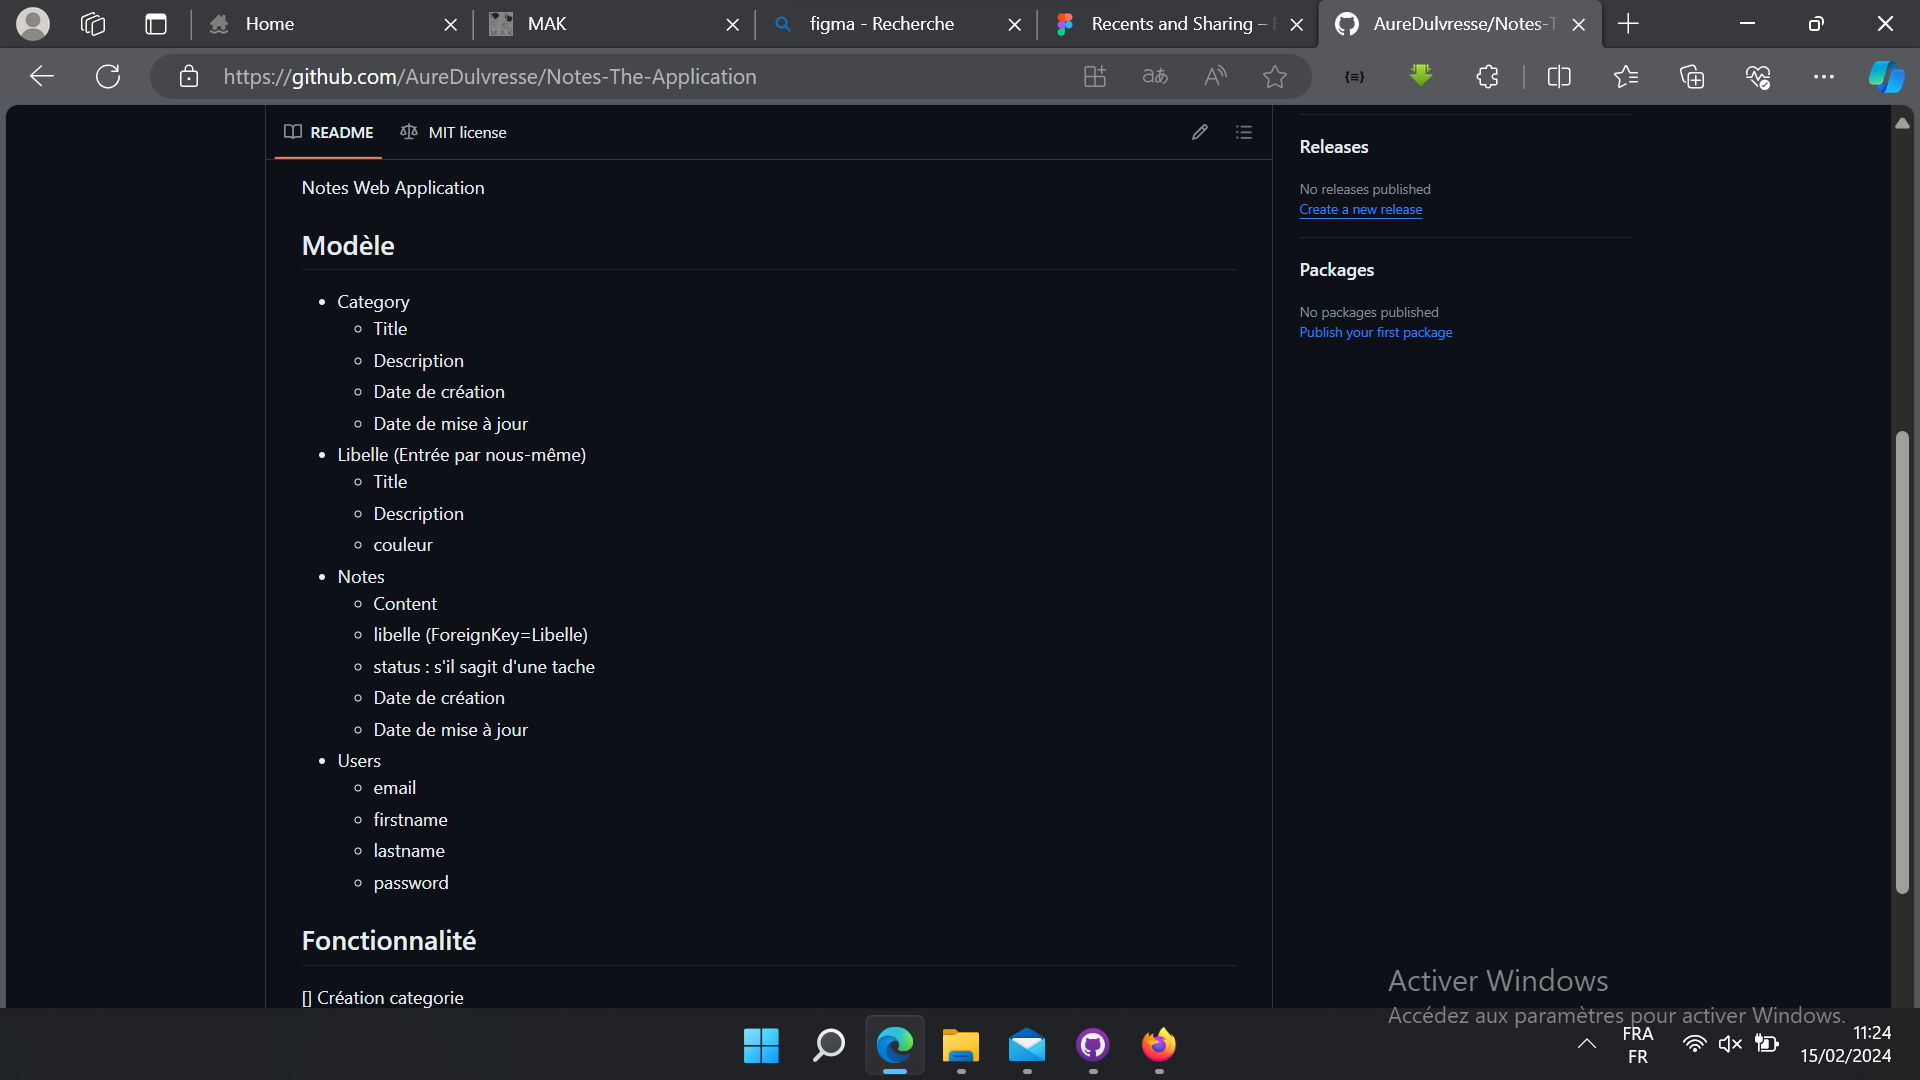 Home
MAK
figma - Recherche
Recents and Sharing –
AureDulvresse/Notes-T
https://github.com/AureDulvresse/Notes-The-Application
README
MIT license
Notes Web Application
Modèle
Category
Title
Description
Date de création
Date de mise à jour
Libelle (Entrée par nous-même)
Title
Description
couleur
Notes
Content
libelle (ForeignKey=Libelle)
status : s'il sagit d'une tache
Date de création
Date de mise à jour
Users
email
firstname
lastname
password
Fonctionnalité
[] Création categorie
Releases
No releases published
Create a new release
Packages
No packages published
Publish your first package
Activer Windows
Accédez aux paramètres pour activer Windows.
FRA
FR
11:24
15/02/2024